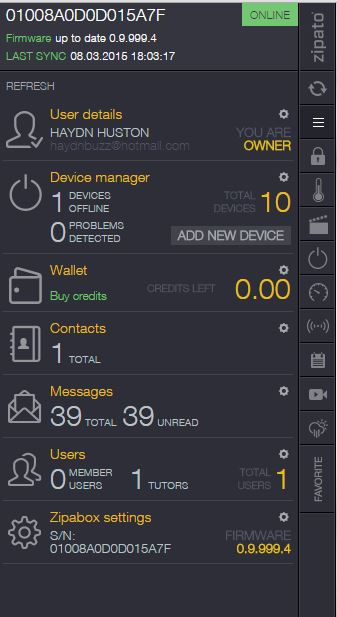 01008A0D0D015A7F
ONLINE
Firmware up to date 0.9.999.4
LAST SYNC 08.03.2015 18:03:17
zipato
REFRESH
User details
HAYDN HUSTON
haydnbuzz@hotmail.com
YOU ARE
OWNER
Device manager
1 DEVICES
OFFLINE
TOTAL
DEVICES 10
0 PROBLEMS
DETECTED
ADD NEW DEVICE
Wallet
Buy credits
CREDITS LEFT 0.00
Contacts
1 TOTAL
Messages
39 TOTAL 39 UNREAD
Users
0 MEMBER
USERS
1 TUTORS
TOTAL
USERS 1
FAVORITE
Zipabox settings
S/N:
01008A0D0D015A7F
FIRMWARE
0.9.999.4